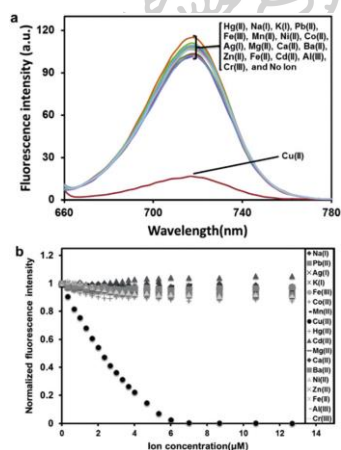 a
Hg(II), Na(I), K(I), Pb(II),
Fe(III), Mn(II), Ni(II), Co(II),
Ag(I), Mg(II), Ca(II), Ba(II),
Zn(II), Fe(II), Cd(II), Al(III),
Cr(III), and No Ion
Cu(II)
Fluorescence intensity (a.u.)
120
90
60
30
0
660
700
740
780
Wavelength(nm)
b
Normalized fluorescence intensity
1.2
1
0.8
0.6
0.4
0.2
0
0
2
4
6
8
10
12
14
Ion concentration(μM)
Na(I)
Pb(II)
Ag(I)
K(I)
Fe(III)
Co(II)
Mn(II)
Cu(II)
Hg(II)
Cd(II)
Mg(II)
Ca(II)
Ba(II)
Ni(II)
Zn(II)
Fe(II)
Al(III)
Cr(III)